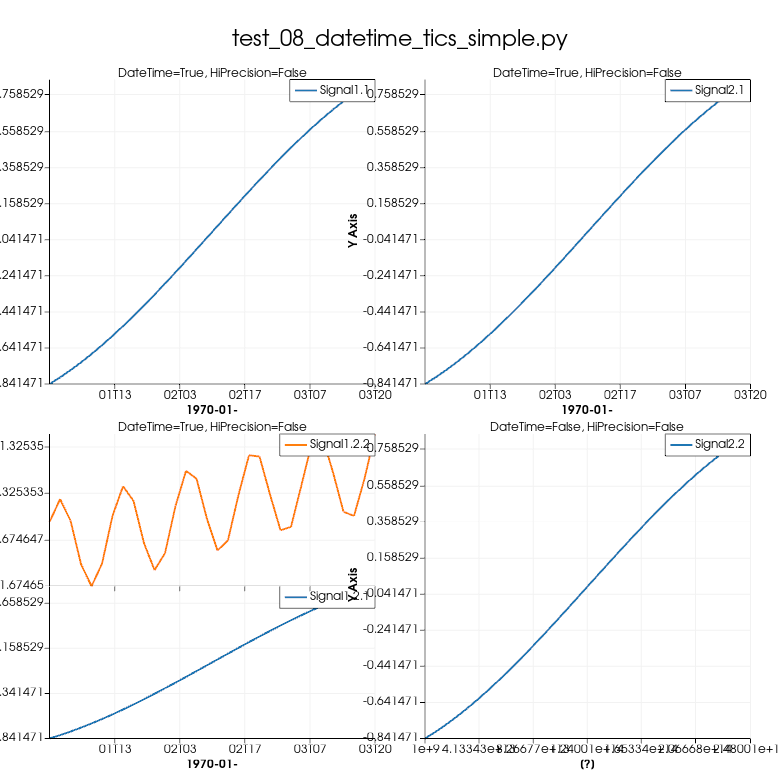 test_08_datetime_tics_simple.py
DateTime=True, HiPrecision=False
Signal1.1
.758529
.558529
.358529
.158529
.041471
.241471
.441471
.641471
.841471
01T13 02T03 02T17 03T07 03T20
1970-01-
DateTime=True, HiPrecision=False
Signal2.1
0.758529
0.558529
0.358529
0.158529
-0.041471
-0.241471
-0.441471
-0.641471
-0.841471
Y Axis
01T13 02T03 02T17 03T07 03T20
1970-01-
DateTime=True, HiPrecision=False
Signal1.2.2
1.32535
.325353
.674647
1.67465
Signal1.2.1
.658529
.158529
.341471
.841471
01T13 02T03 02T17 03T07 03T20
1970-01-
DateTime=False, HiPrecision=False
Signal2.2
0.758529
0.558529
0.358529
0.158529
-0.041471
-0.241471
-0.441471
-0.641471
-0.841471
Y Axis
1e+9
(?)